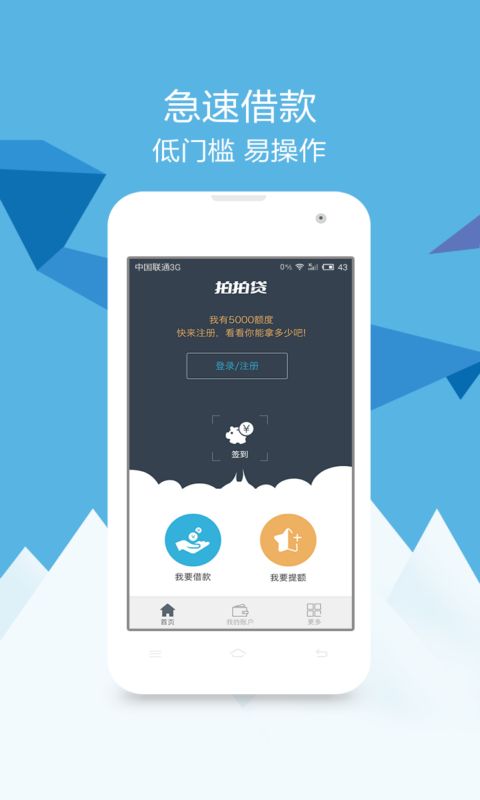 急速借款
低门槛 易操作
中国联通3G
0% 43
拍拍贷
我有5000额度
快来注册，看看你能拿多少吧!
登录/注册
¥
签到
我要借款
我要提额
首页
我的账户
更多